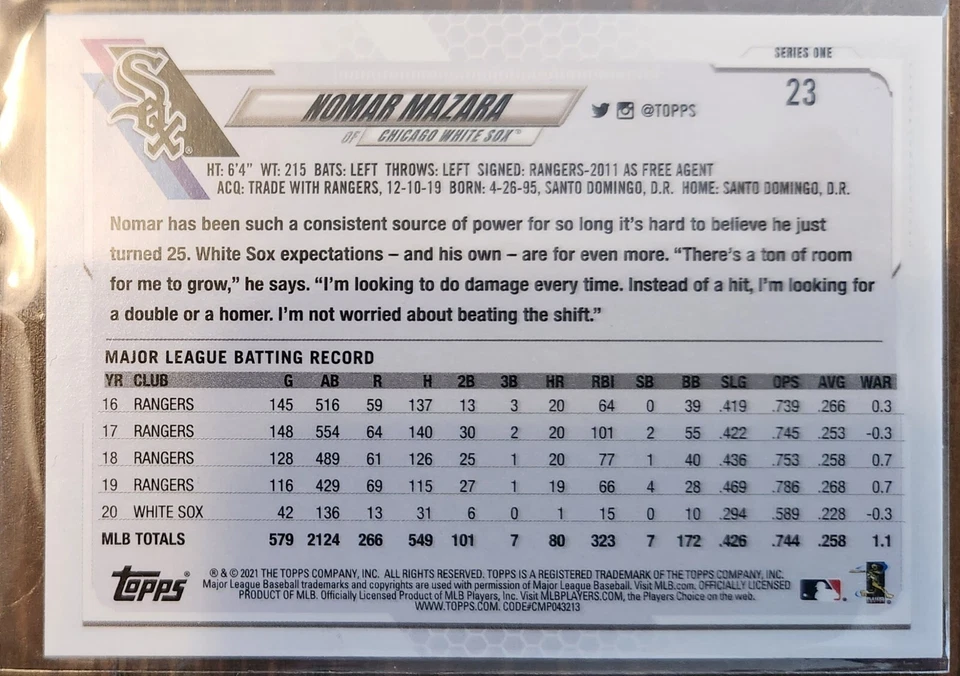 SERIES ONE
23
Sox
NOMAR MAZARA
@TOPPS
OF CHICAGO WHITE SOX™
HT: 6'4" WT: 215 BATS: LEFT THROWS: LEFT SIGNED: RANGERS-2011 AS FREE AGENT
ACQ: TRADE WITH RANGERS, 12-10-19 BORN: 4-26-95, SANTO DOMINGO, D.R. HOME: SANTO DOMINGO, D.R.
Nomar has been such a consistent source of power for so long it's hard to believe he just
turned 25. White Sox expectations – and his own – are for even more. “There's a ton of room
for me to grow,” he says. “I'm looking to do damage every time. Instead of a hit, I'm looking for
a double or a homer. I'm not worried about beating the shift.”
MAJOR LEAGUE BATTING RECORD
YR CLUB G AB R H 2B 3B HR RBI SB BB SLG OPS AVG WAR
16 RANGERS 145 516 59 137 13 3 20 64 0 39 .419 .739 .266 0.3
17 RANGERS 148 554 64 140 30 2 20 101 2 55 .422 .745 .253 -0.3
18 RANGERS 128 489 61 126 25 1 20 77 1 40 .436 .753 .258 0.7
19 RANGERS 116 429 69 115 27 1 19 66 4 28 .469 .786 .268 0.7
20 WHITE SOX 42 136 13 31 6 0 1 15 0 10 .294 .589 .228 -0.3
MLB TOTALS 579 2124 266 549 101 7 80 323 7 172 .426 .744 .258 1.1
TOPPS®
® & © 2021 THE TOPPS COMPANY, INC. ALL RIGHTS RESERVED. TOPPS IS A REGISTERED TRADEMARK OF THE TOPPS COMPANY, INC.
Major League Baseball trademarks and copyrights are used with permission of Major League Baseball. Visit MLB.com. OFFICIALLY LICENSED
PRODUCT OF MLB. Officially Licensed Product of MLB Players, Inc. Visit MLBPLAYERS.COM, the Players Choice on the web.
WWW.TOPPS.COM. CODE#CMP043213